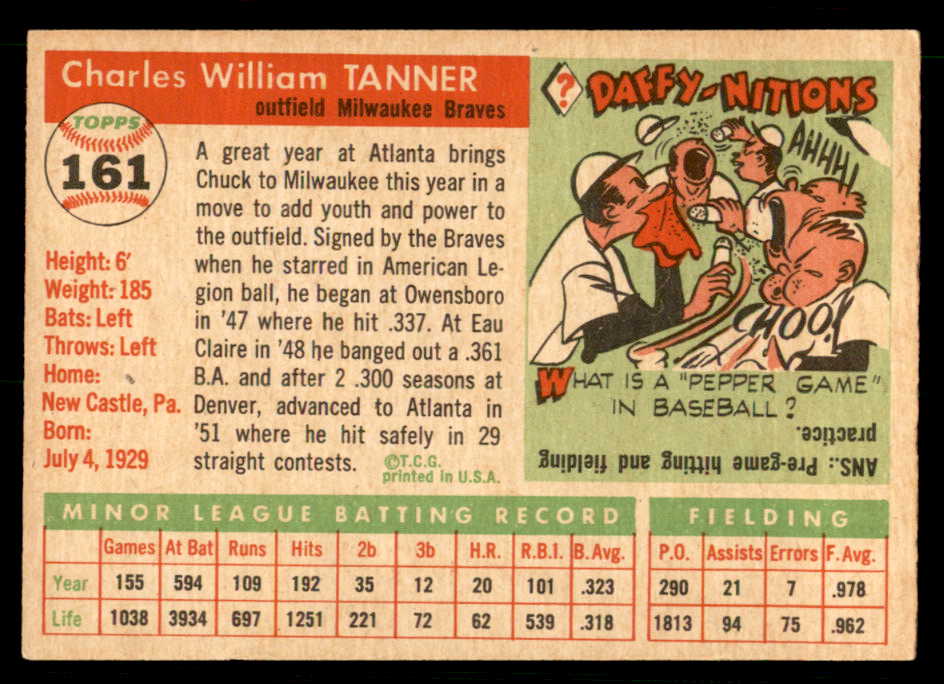 Charles William TANNER
outfield Milwaukee Braves
TOPPS
161
Height: 6'
Weight: 185
Bats: Left
Throws: Left
Home:
New Castle, Pa.
Born:
July 4, 1929
A great year at Atlanta brings
Chuck to Milwaukee this year in a
move to add youth and power to
the outfield. Signed by the Braves
when he starred in American Le-
gion ball, he began at Owensboro
in '47 where he hit .337. At Eau
Claire in '48 he banged out a .361
B.A. and after 2 .300 seasons at
Denver, advanced to Atlanta in
'51 where he hit safely in 29
straight contests.
©T.C.G.
printed in U.S.A.
?
DAFFY-NITIONS
AHHH!
CHOO!
WHAT IS A "PEPPER GAME"
IN BASEBALL?
ANS.: Pre-game hitting and fielding
practice.
MINOR LEAGUE BATTING RECORD
Games At Bat Runs Hits 2b 3b H.R. R.B.I. B. Avg.
Year 155 594 109 192 35 12 20 101 .323
Life 1038 3934 697 1251 221 72 62 539 .318
FIELDING
P.O. Assists Errors F. Avg.
290 21 7 .978
1813 94 75 .962